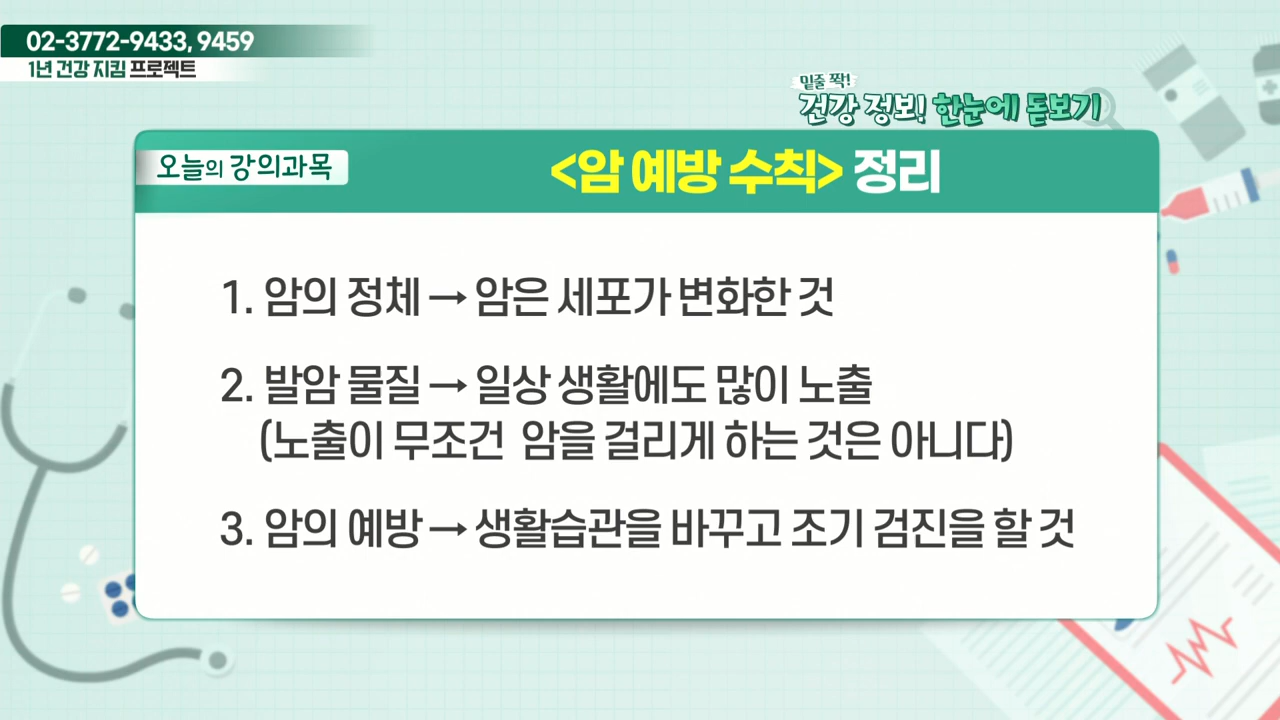 02-3772-9433, 9459
1년 건강 지킴 프로젝트
밑줄 쫙!
건강 정보! 한눈에 돋보기
오늘의 강의과목
<암 예방 수칙> 정리
1. 암의 정체 → 암은 세포가 변화한 것
2. 발암 물질 → 일상 생활에도 많이 노출
(노출이 무조건 암을 걸리게 하는 것은 아니다)
3. 암의 예방 → 생활습관을 바꾸고 조기 검진을 할 것